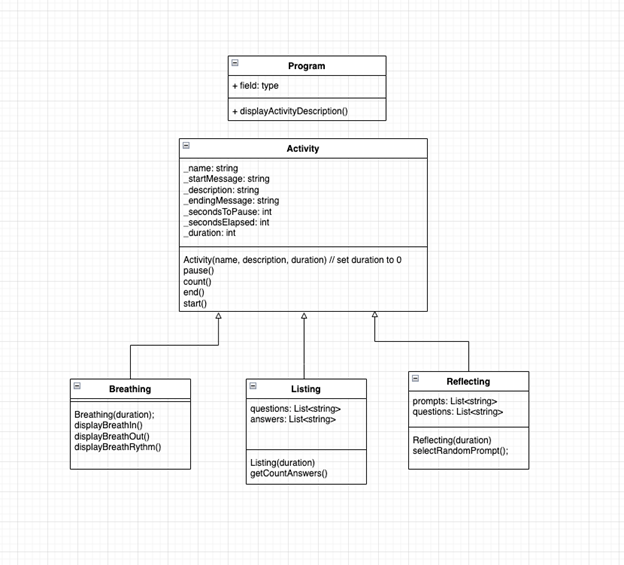 Program
+ field: type
+ displayActivityDescription()
Activity
_name: string
_startMessage: string
_description: string
_endingMessage: string
_secondsToPause: int
_secondsElapsed: int
_duration: int
Activity(name, description, duration) // set duration to 0
pause()
count()
end()
start()
Breathing
Breathing(duration);
displayBreathIn()
displayBreathOut()
displayBreathRythm()
Listing
questions: List<string>
answers: List<string>
Listing(duration)
getCountAnswers()
Reflecting
prompts: List<string>
questions: List<string>
Reflecting(duration)
selectRandomPrompt();